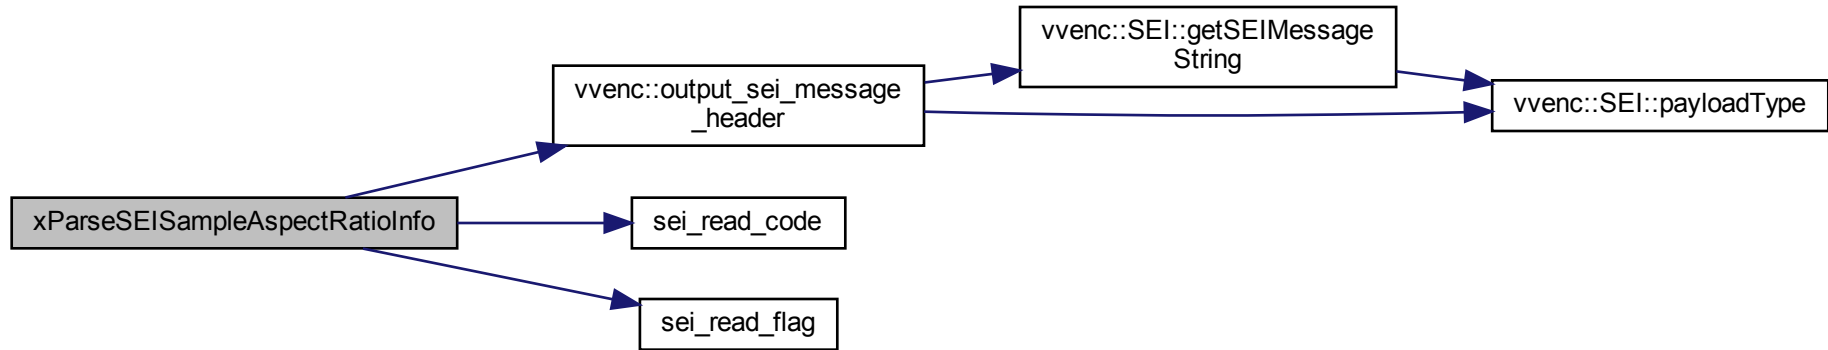 xParseSEISampleAspectRatioInfo
vvenc::output_sei_message
_header
sei_read_code
sei_read_flag
vvenc::SEI::getSEIMessage
String
vvenc::SEI::payloadType